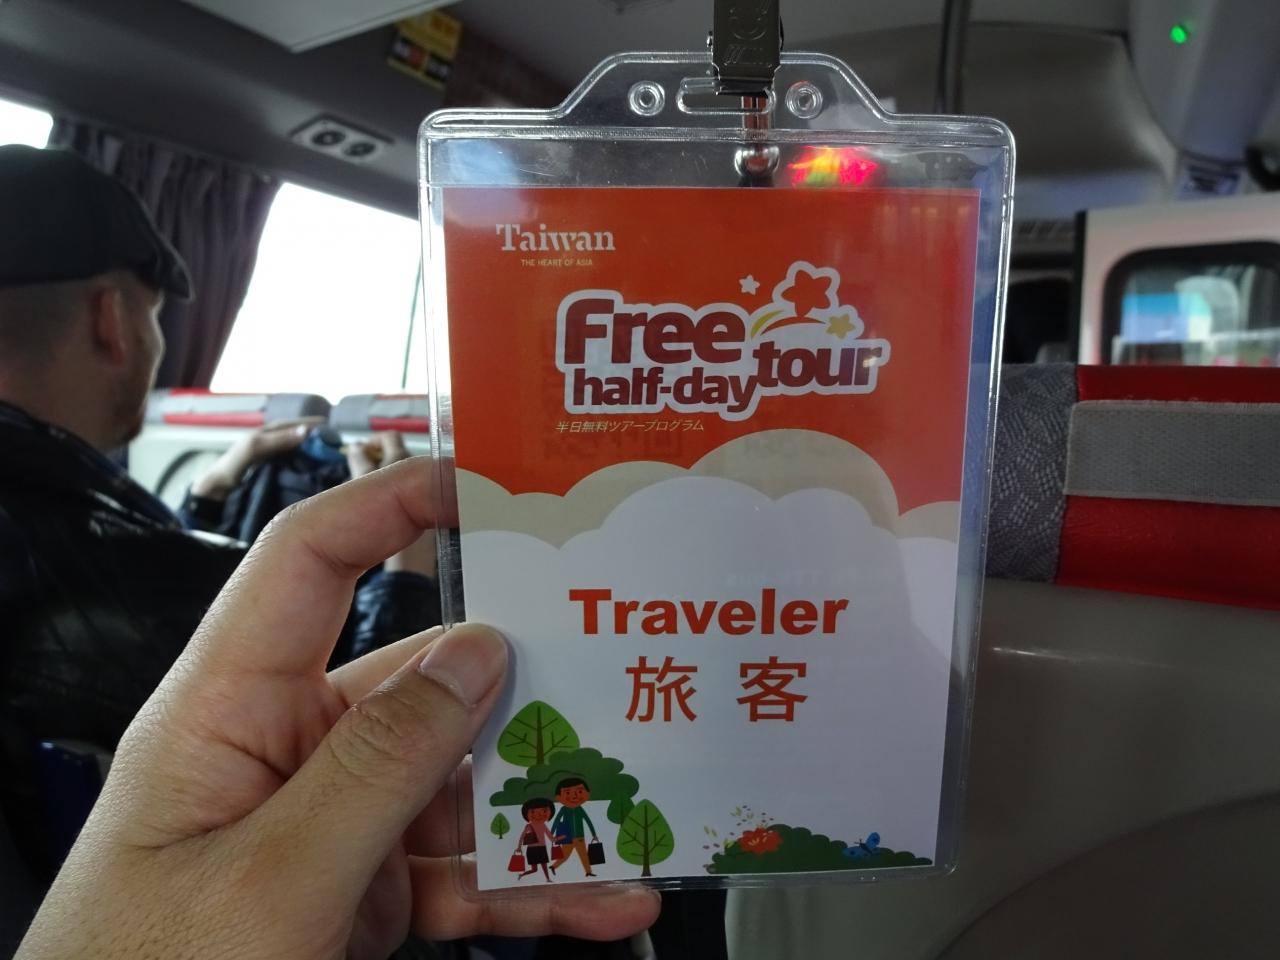 Taiwan
THE HEART OF ASIA
Free
half-day tour
半日無料ツアープログラム
Traveler
旅客